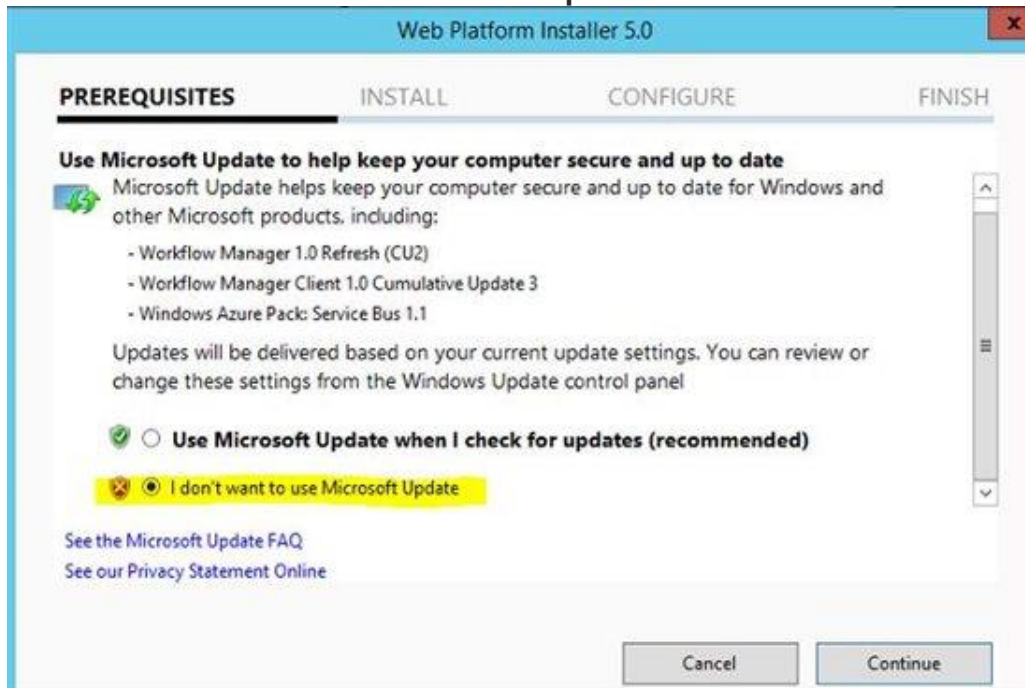 Web Platform Installer 5.0
x
PREREQUISITES INSTALL CONFIGURE FINISH
Use Microsoft Update to help keep your computer secure and up to date
Microsoft Update helps keep your computer secure and up to date for Windows and
other Microsoft products, including:
- Workflow Manager 1.0 Refresh (CU2)
- Workflow Manager Client 1.0 Cumulative Update 3
- Windows Azure Pack: Service Bus 1.1
Updates will be delivered based on your current update settings. You can review or
change these settings from the Windows Update control panel
Use Microsoft Update when I check for updates (recommended)
I don't want to use Microsoft Update
See the Microsoft Update FAQ
See our Privacy Statement Online
Cancel Continue